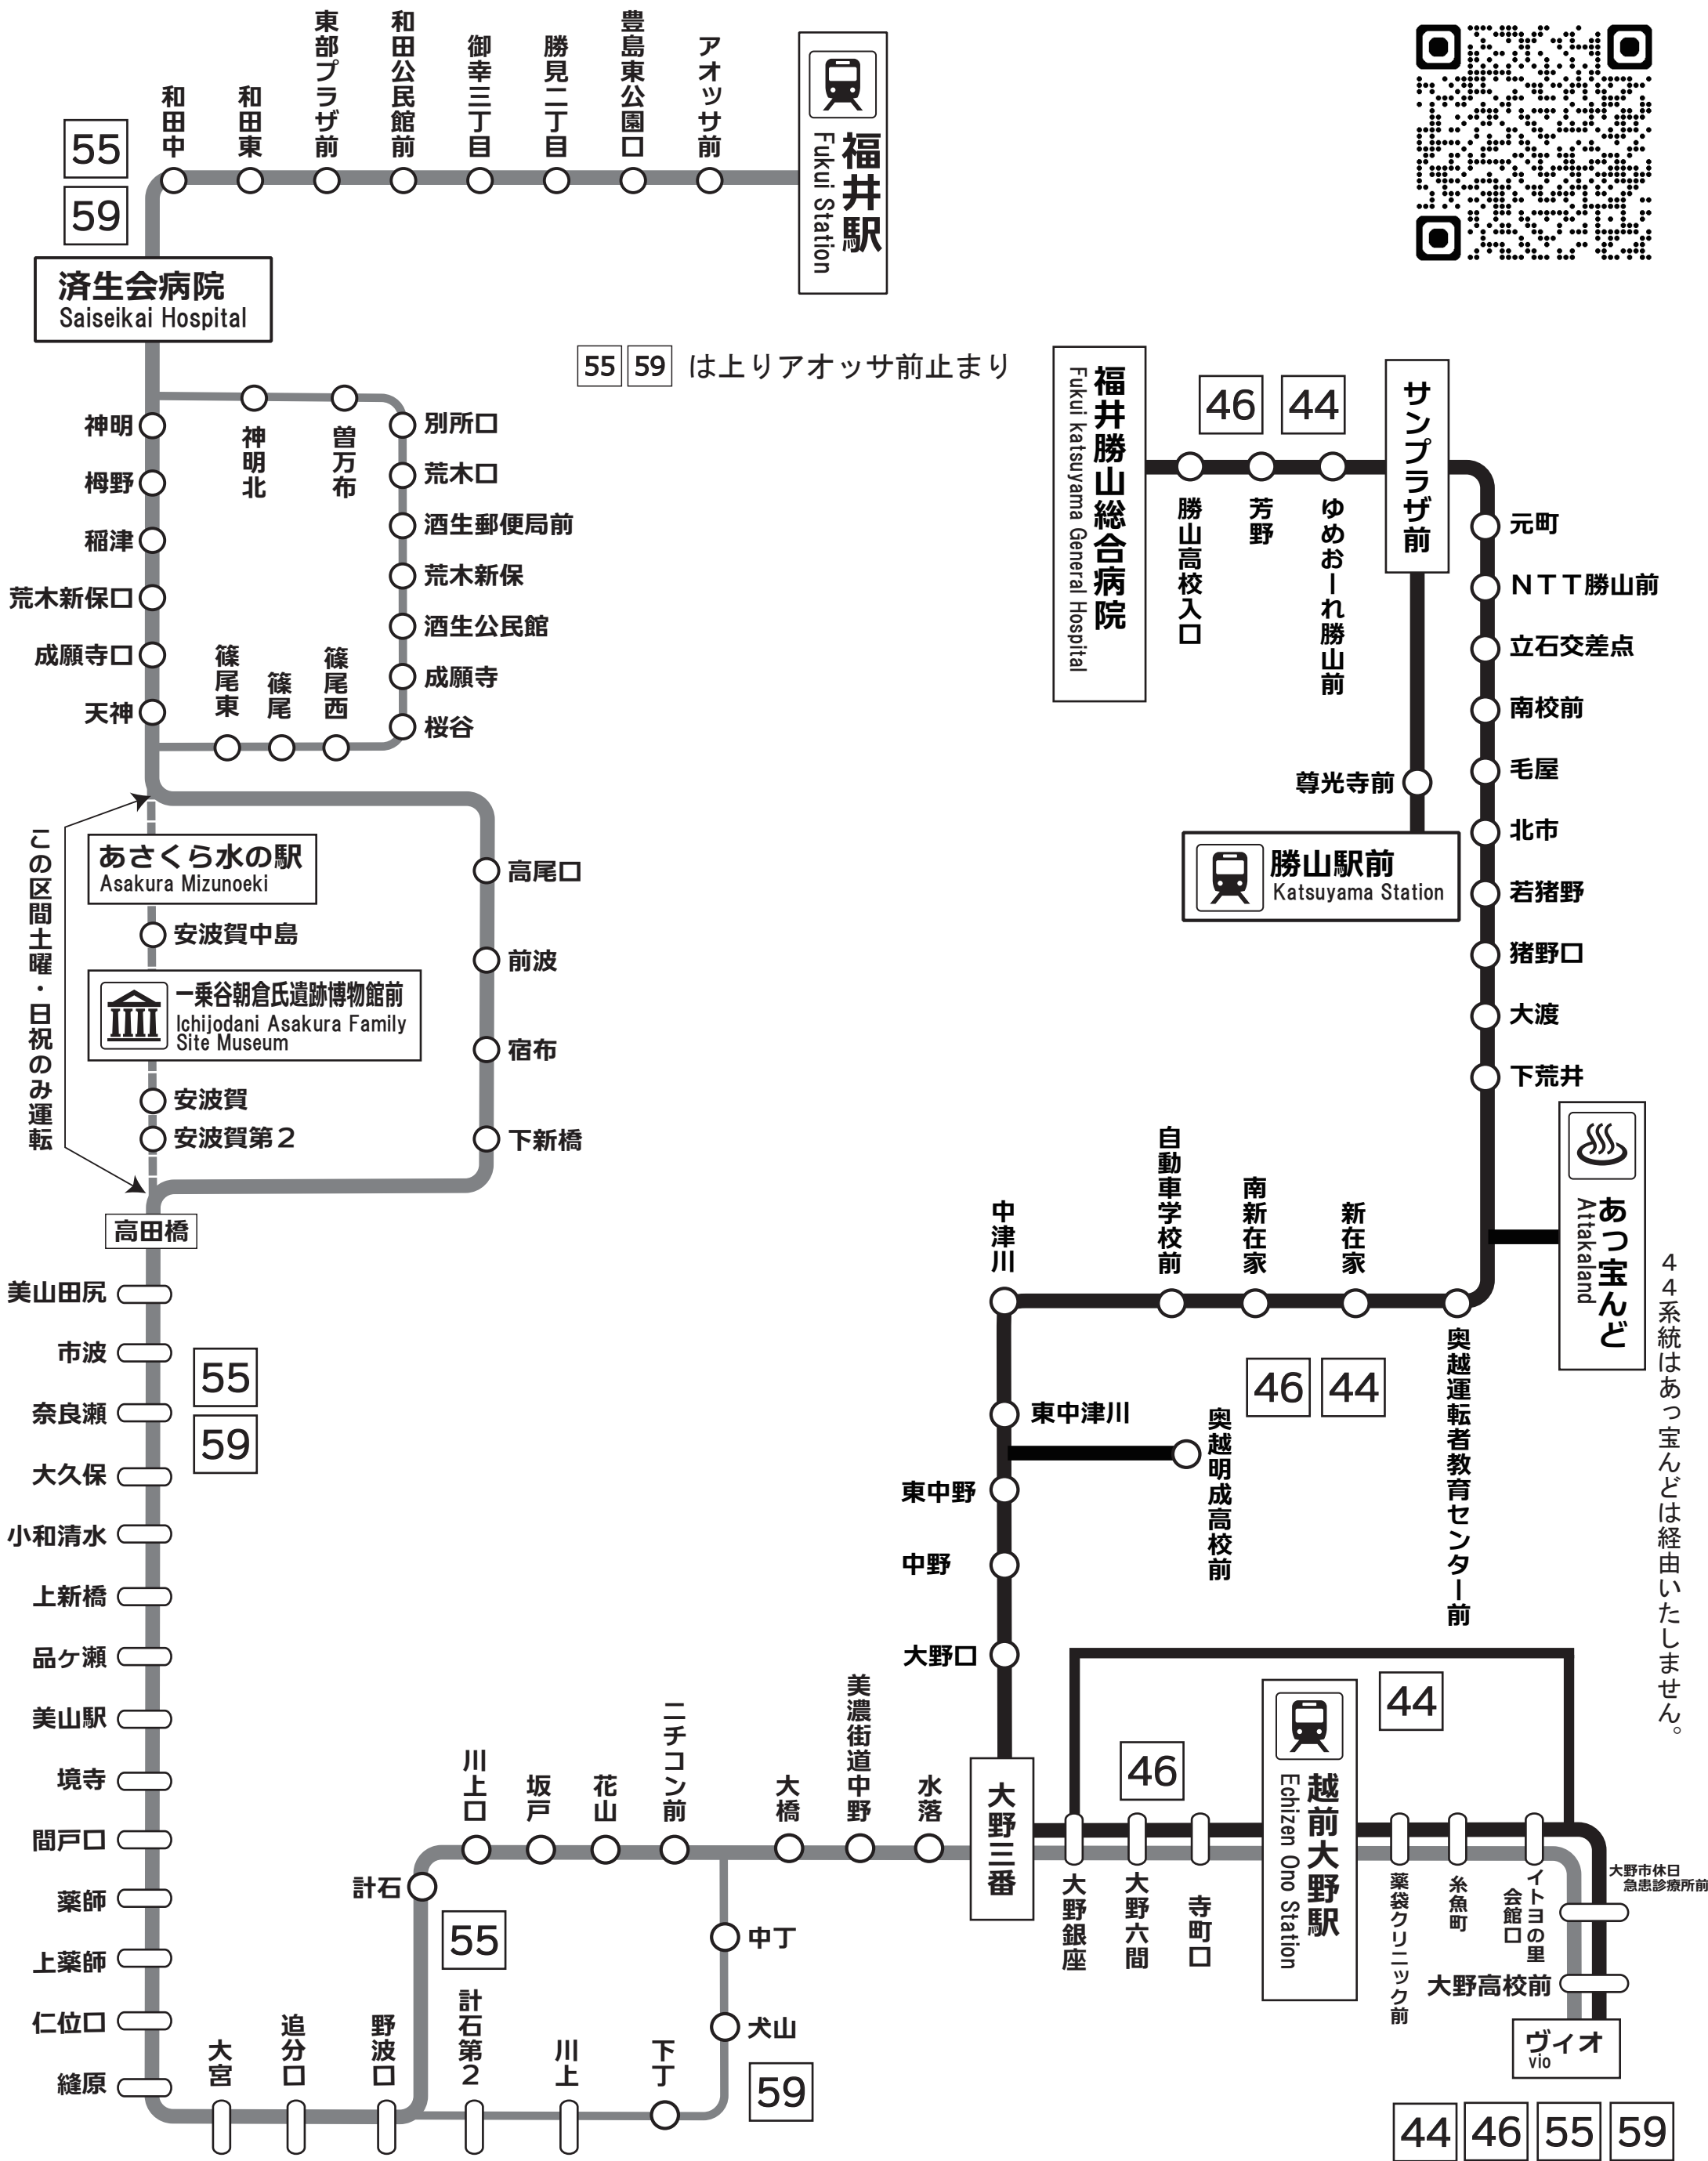 東部プラザ前
和田公民館前
御幸三丁目
勝見二丁目
豊島東公園口
アオッサ前
和田中
和田東
福井駅
Fukui Station
55
59
済生会病院
Saiseikai Hospital
55 59 は上りアオッサ前止まり
神明
栂野
稲津
荒木新保口
成願寺口
天神
神明北
曽万布
別所口
荒木口
酒生郵便局前
荒木新保
酒生公民館
成願寺
桜谷
篠尾東
篠尾
篠尾西
この区間土曜・日祝のみ運転
あさくら水の駅
Asakura Mizunoeki
安波賀中島
一乗谷朝倉氏遺跡博物館前
Ichijodani Asakura Family
Site Museum
安波賀
安波賀第2
高尾口
前波
宿布
下新橋
高田橋
美山田尻
市波
奈良瀬
大久保
小和清水
上新橋
品ケ瀬
美山駅
境寺
間戸口
薬師
上薬師
仁位口
縫原
55
59
大宮
追分口
野波口
計石
55
計石第2
川上
下丁
犬山
中丁
59
川上口
坂戸
花山
ニチコン前
大橋
美濃街道中野
水落
福井勝山総合病院
Fukui katsuyama General Hospital
46
44
勝山高校入口
芳野
ゆめおーれ勝山前
サンプラザ前
尊光寺前
勝山駅前
Katsuyama Station
元町
NTT勝山前
立石交差点
南校前
毛屋
北市
若猪野
猪野口
大渡
下荒井
あっ宝んど
Attakaland
44系統はあっ宝んどは経由いたしません。
奥越運転者教育センター前
新在家
南新在家
自動車学校前
中津川
46
44
東中津川
奥越明成高校前
東中野
中野
大野口
大野三番
46
44
大野銀座
大野六間
寺町口
越前大野駅
Echizen Ono Station
薬袋クリニック前
糸魚町
イトヨの里
会館口
大野市休日
急患診療所前
大野高校前
ヴィオ
vio
44
46
55
59